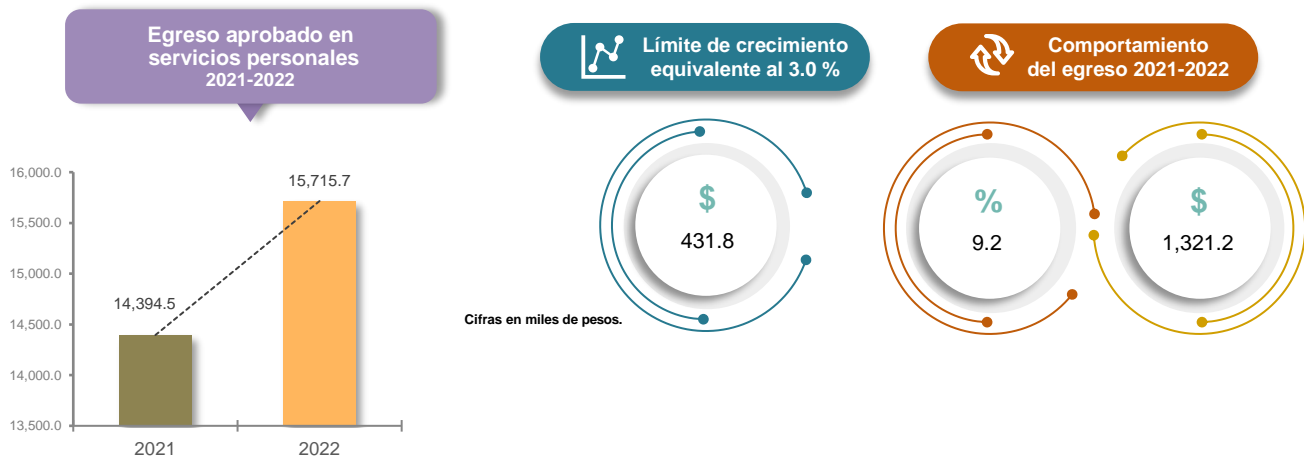 Egreso aprobado en
servicios personales
2021-2022
Límite de crecimiento
equivalente al 3.0 %
Comportamiento
del egreso 2021-2022
16,000.0
15,500.0
15,000.0
14,500.0
14,000.0
13,500.0
14,394.5
15,715.7
2021
2022
Cifras en miles de pesos.
$
431.8
%
9.2
$
1,321.2